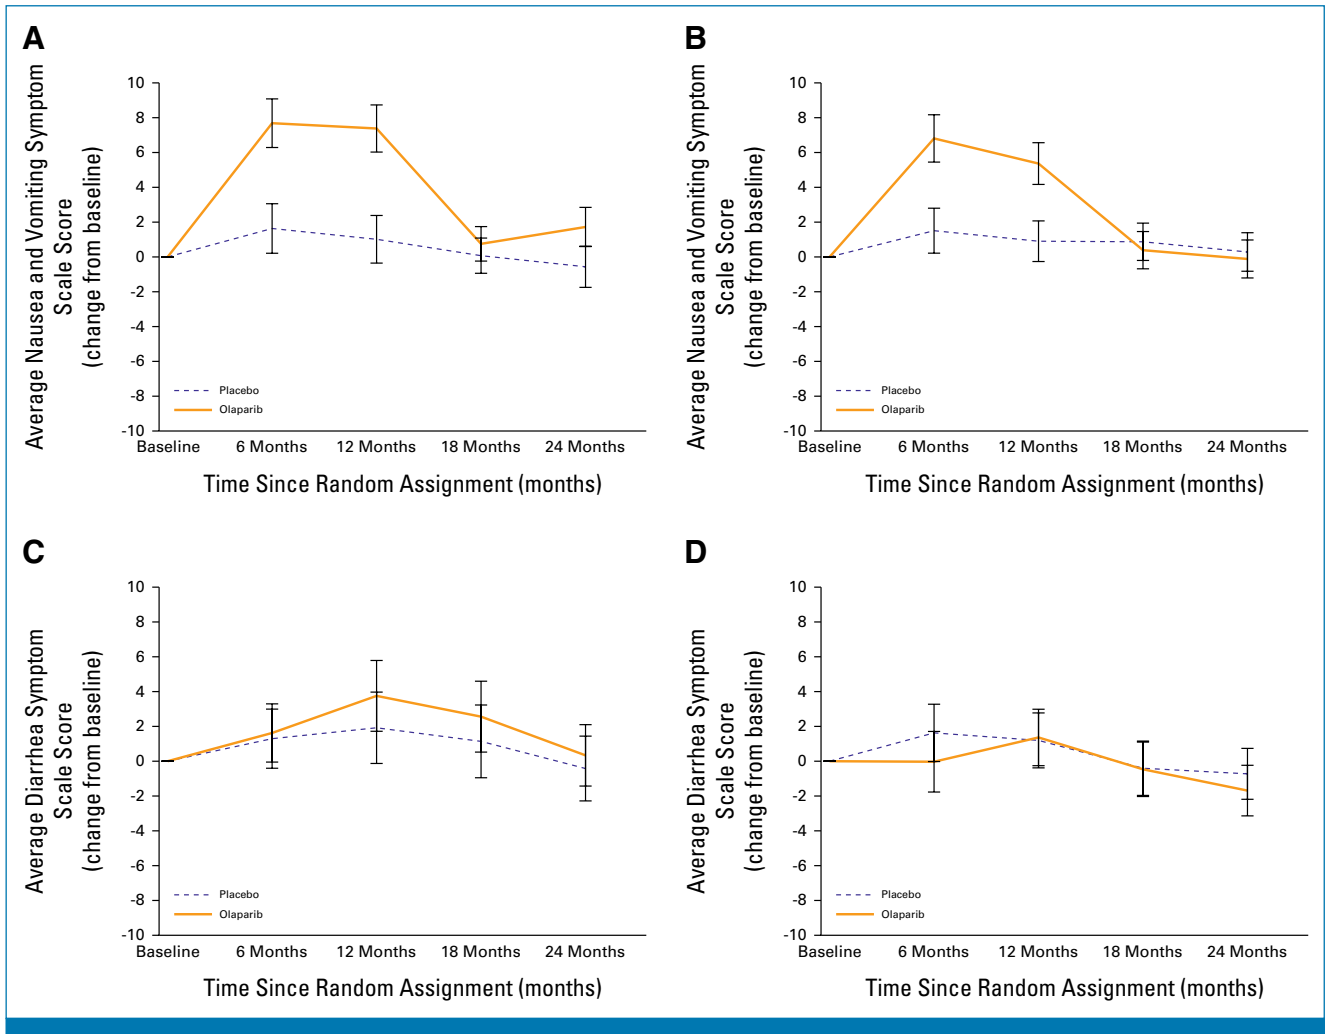 A
Average Nausea and Vomiting Symptom
Scale Score
(change from baseline)
10
8
6
4
2
0
-2
-4
-6
-8
-10
Placebo
Olaparib
Baseline 6 Months 12 Months 18 Months 24 Months
Time Since Random Assignment (months)
B
Average Nausea and Vomiting Symptom
Scale Score
(change from baseline)
10
8
6
4
2
0
-2
-4
-6
-8
-10
Placebo
Olaparib
Baseline 6 Months 12 Months 18 Months 24 Months
Time Since Random Assignment (months)
C
Average Diarrhea Symptom
Scale Score
(change from baseline)
10
8
6
4
2
0
-2
-4
-6
-8
-10
Placebo
Olaparib
Baseline 6 Months 12 Months 18 Months 24 Months
Time Since Random Assignment (months)
D
Average Diarrhea Symptom
Scale Score
(change from baseline)
10
8
6
4
2
0
-2
-4
-6
-8
-10
Placebo
Olaparib
Baseline 6 Months 12 Months 18 Months 24 Months
Time Since Random Assignment (months)